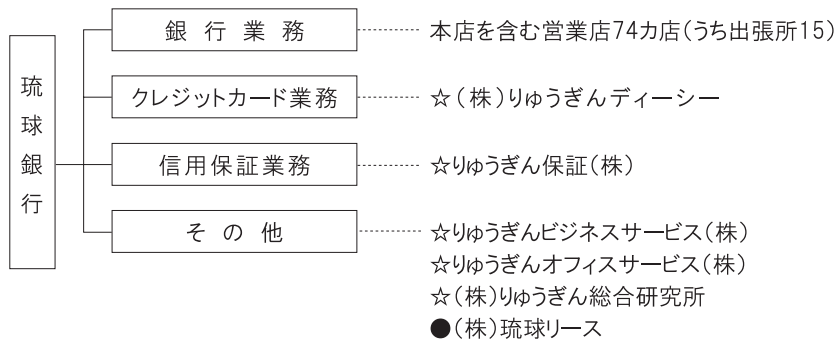 琉球銀行
銀行業務
本店を含む営業店74カ店(うち出張所15)
クレジットカード業務
☆(株)りゅうぎんディーシー
信用保証業務
☆りゅうぎん保証(株)
その他
☆りゅうぎんビジネスサービス(株)
☆りゅうぎんオフィスサービス(株)
☆(株)りゅうぎん総合研究所
●(株)琉球リース